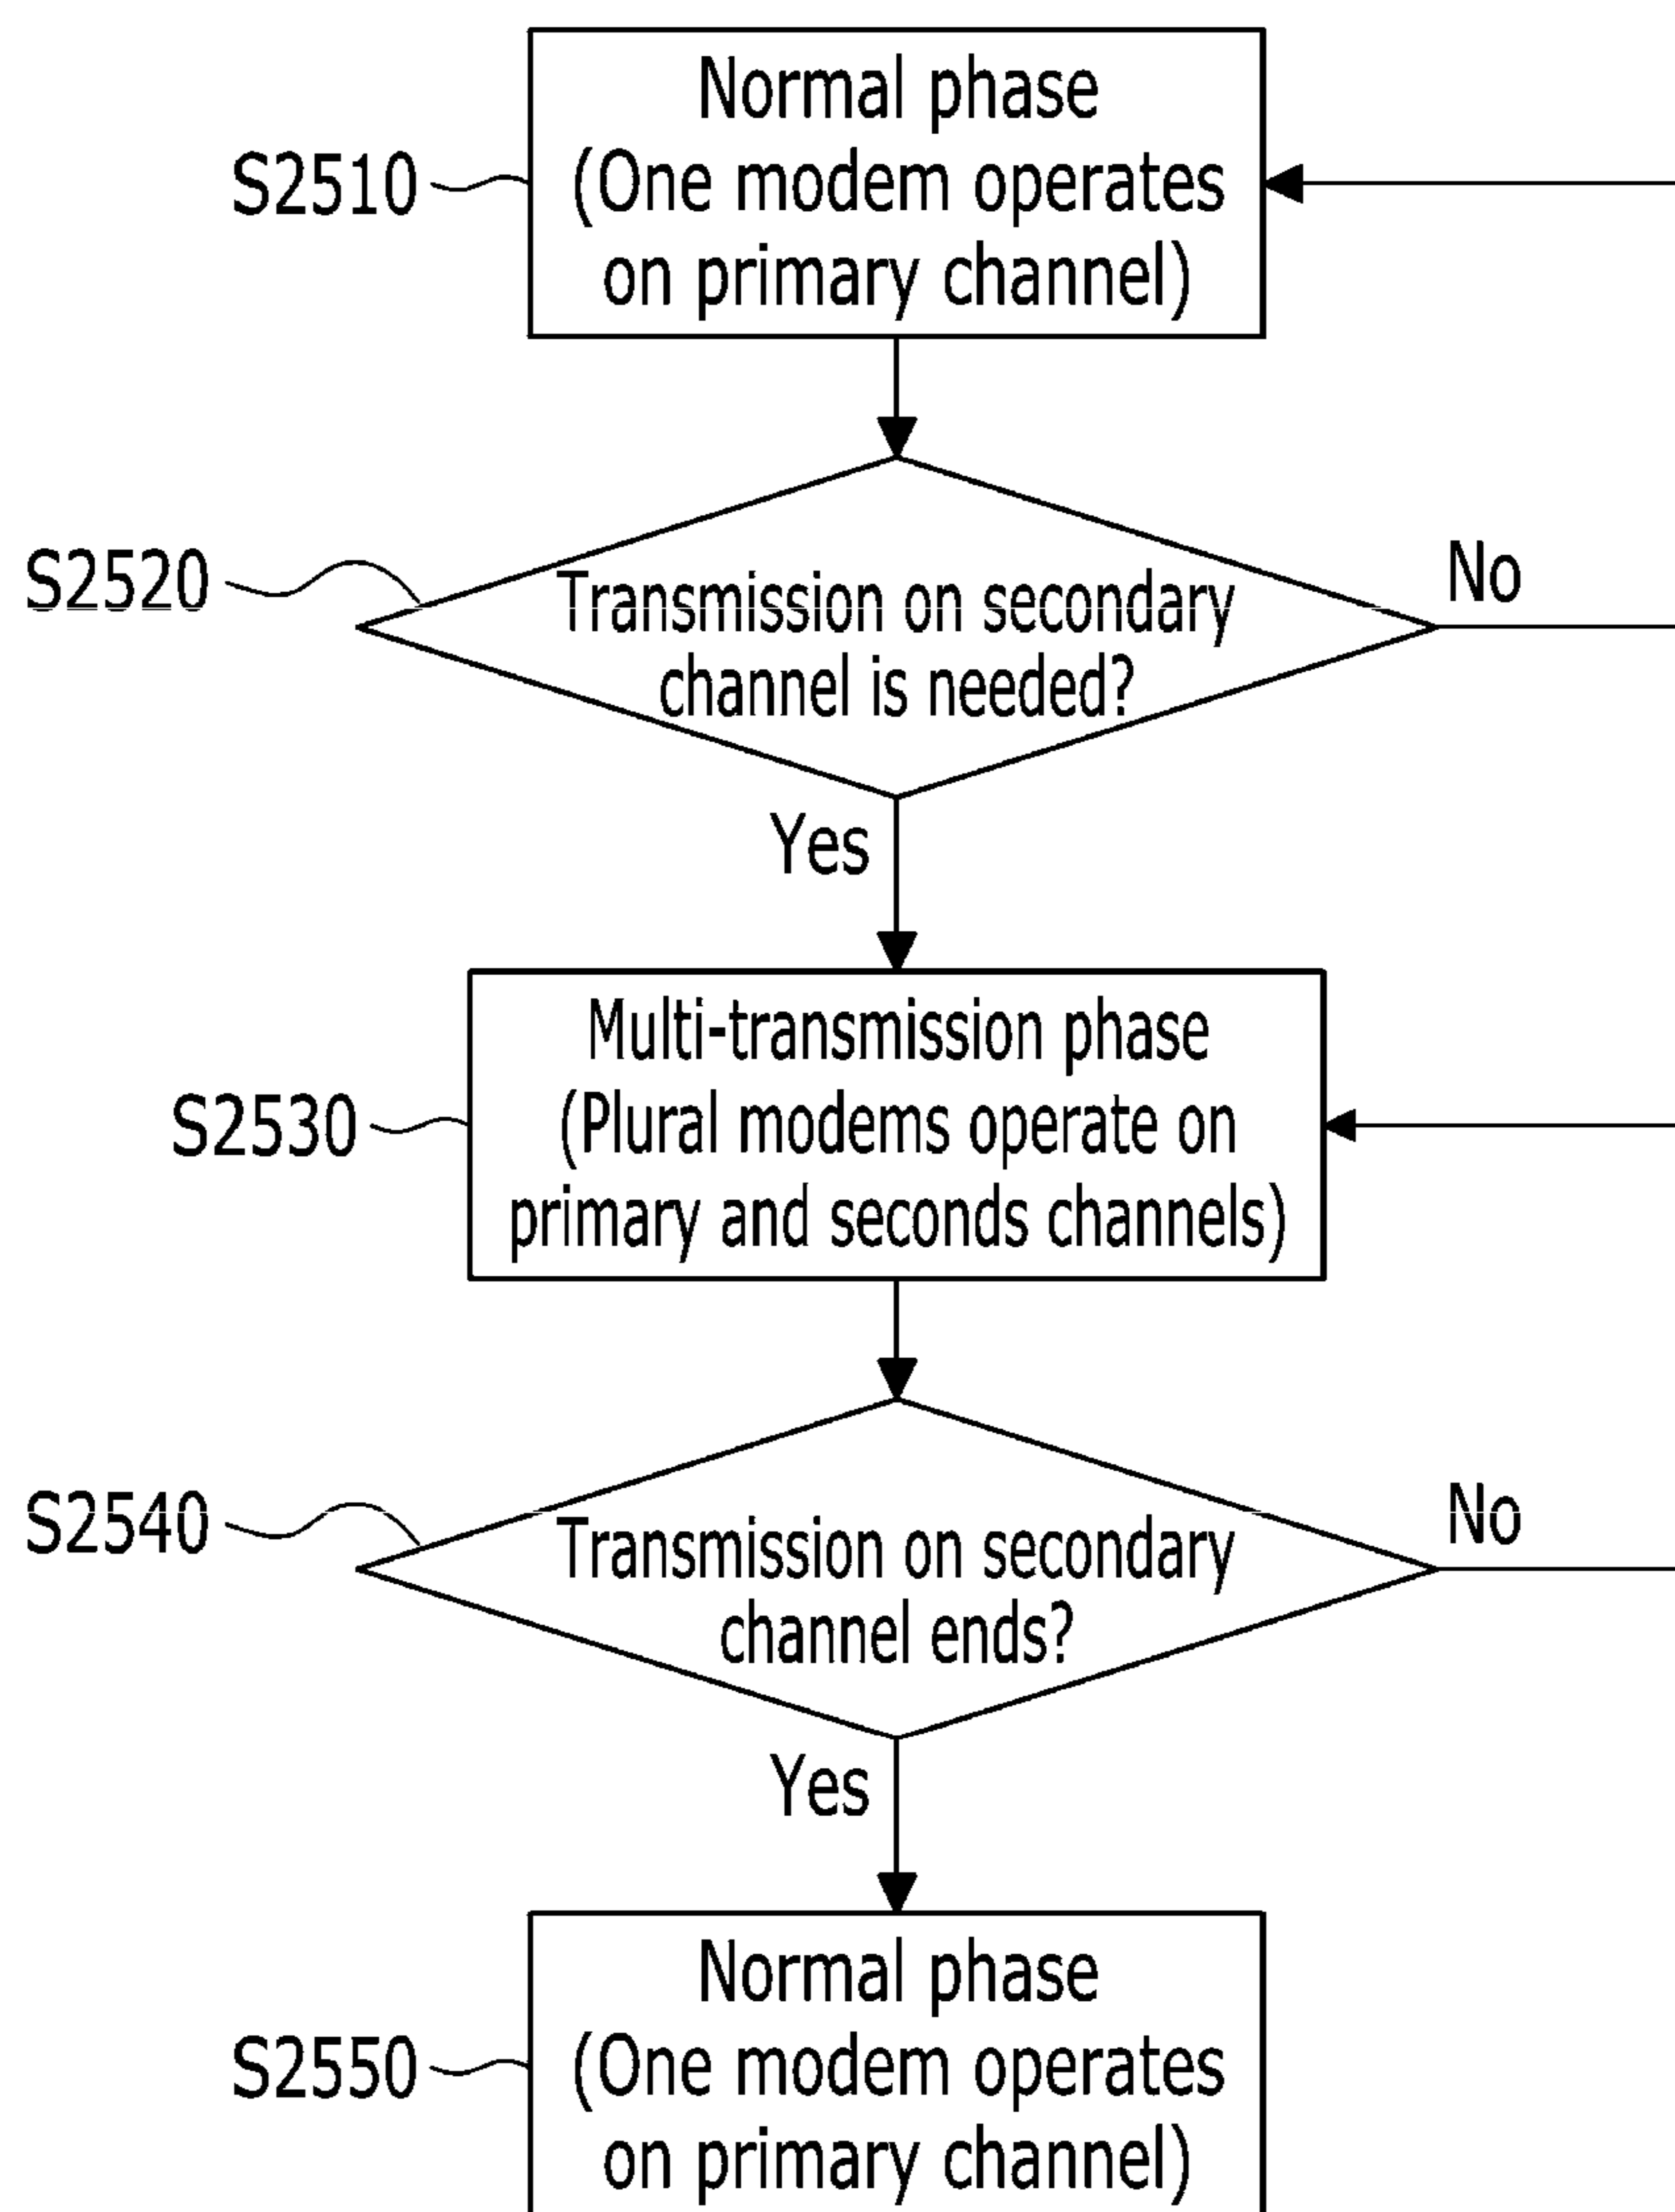 Normal phase
S2510
(One modem operates
on primary channel)
S2520
Transmission on secondary
channel is needed?
No
Yes
Multi-transmission phase
S2530
(Plural modems operate on
primary and seconds channels)
S2540
Transmission on secondary
channel ends?
No
Yes
Normal phase
S2550
(One modem operates
on primary channel)